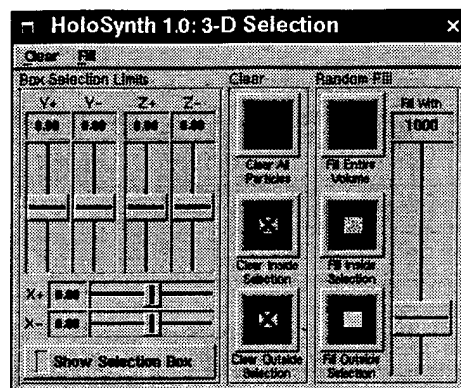 HoloSynth 1.0: 3-D Selection
Clear Fill
Box Selection Limits
Y+ Y- Z+ Z-
0.00 0.00 0.00 0.00
X+ 0.00
X- 0.00
Show Selection Box
Clear
Clear All
Particles
Clear Inside
Selection
Clear Outside
Selection
Random Fill
Fill Entire
Volume
Fill Inside
Selection
Fill Outside
Selection
Fill With
1000